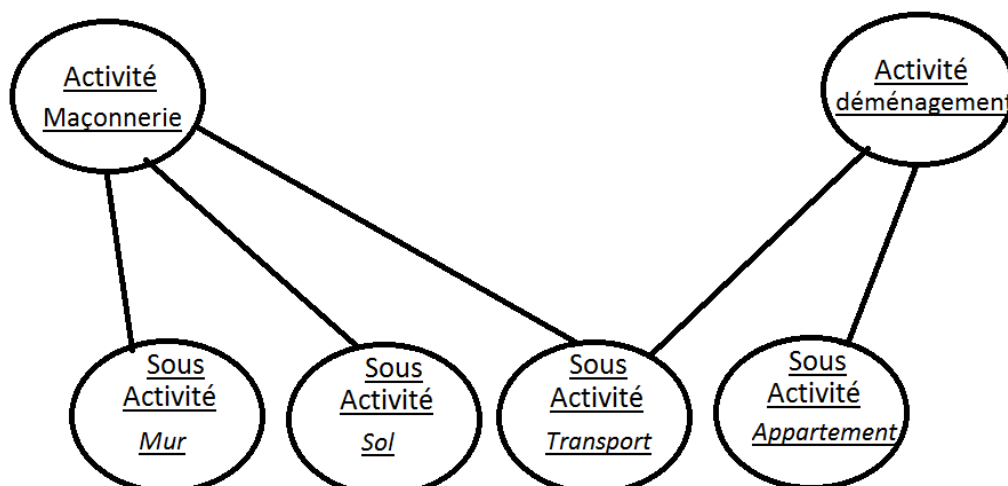 Activité
Maçonnerie
Activité
déménagement
Sous
Activité
Mur
Sous
Activité
Sol
Sous
Activité
Transport
Sous
Activité
Appartement